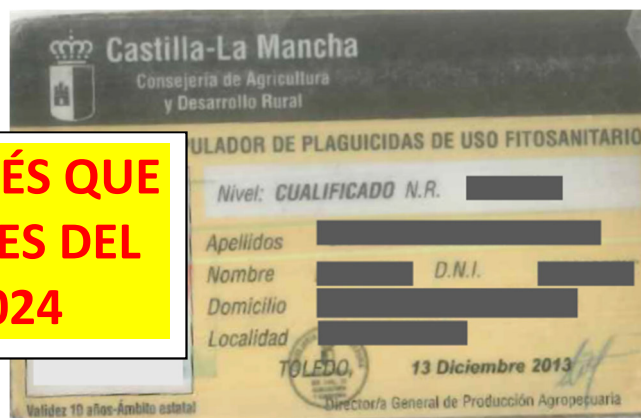 Castilla-La Mancha
Consejería de Agricultura
y Desarrollo Rural
PULADOR DE PLAGUICIDAS DE USO FITOSANITARIO
ÉS QUE
ES DEL
024
Nivel: CUALIFICADO N.R.
Apellidos
Nombre D.N.I.
Domicilio
Localidad
TOLEDO, 13 Diciembre 2013
Validez 10 años-Ámbito estatal
Director/a General de Producción Agropecuaria